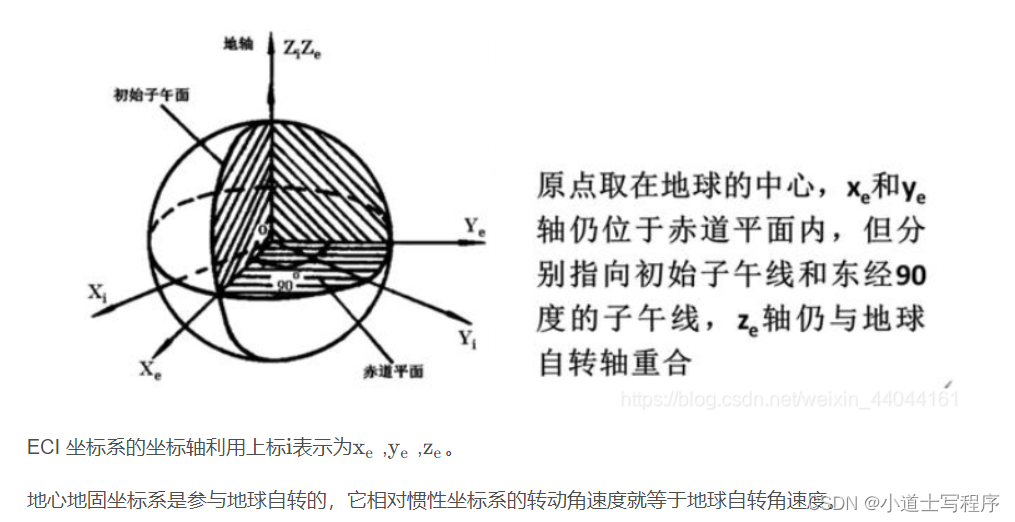 地轴
ZiZe
初始子午面
o
Ye
90°
Xi
Yi
Xe
赤道平面
原点取在地球的中心，xe和ye
轴仍位于赤道平面内，但分
别指向初始子午线和东经90
度的子午线，ze轴仍与地球
自转轴重合
https://blog.csdn.net/weixin_44044161
ECI 坐标系的坐标轴利用上标i表示为xe ,ye ,ze。
地心地固坐标系是参与地球自转的，它相对惯性坐标系的转动角速度就等于地球自转角速度。
CSDN @小道士写程序